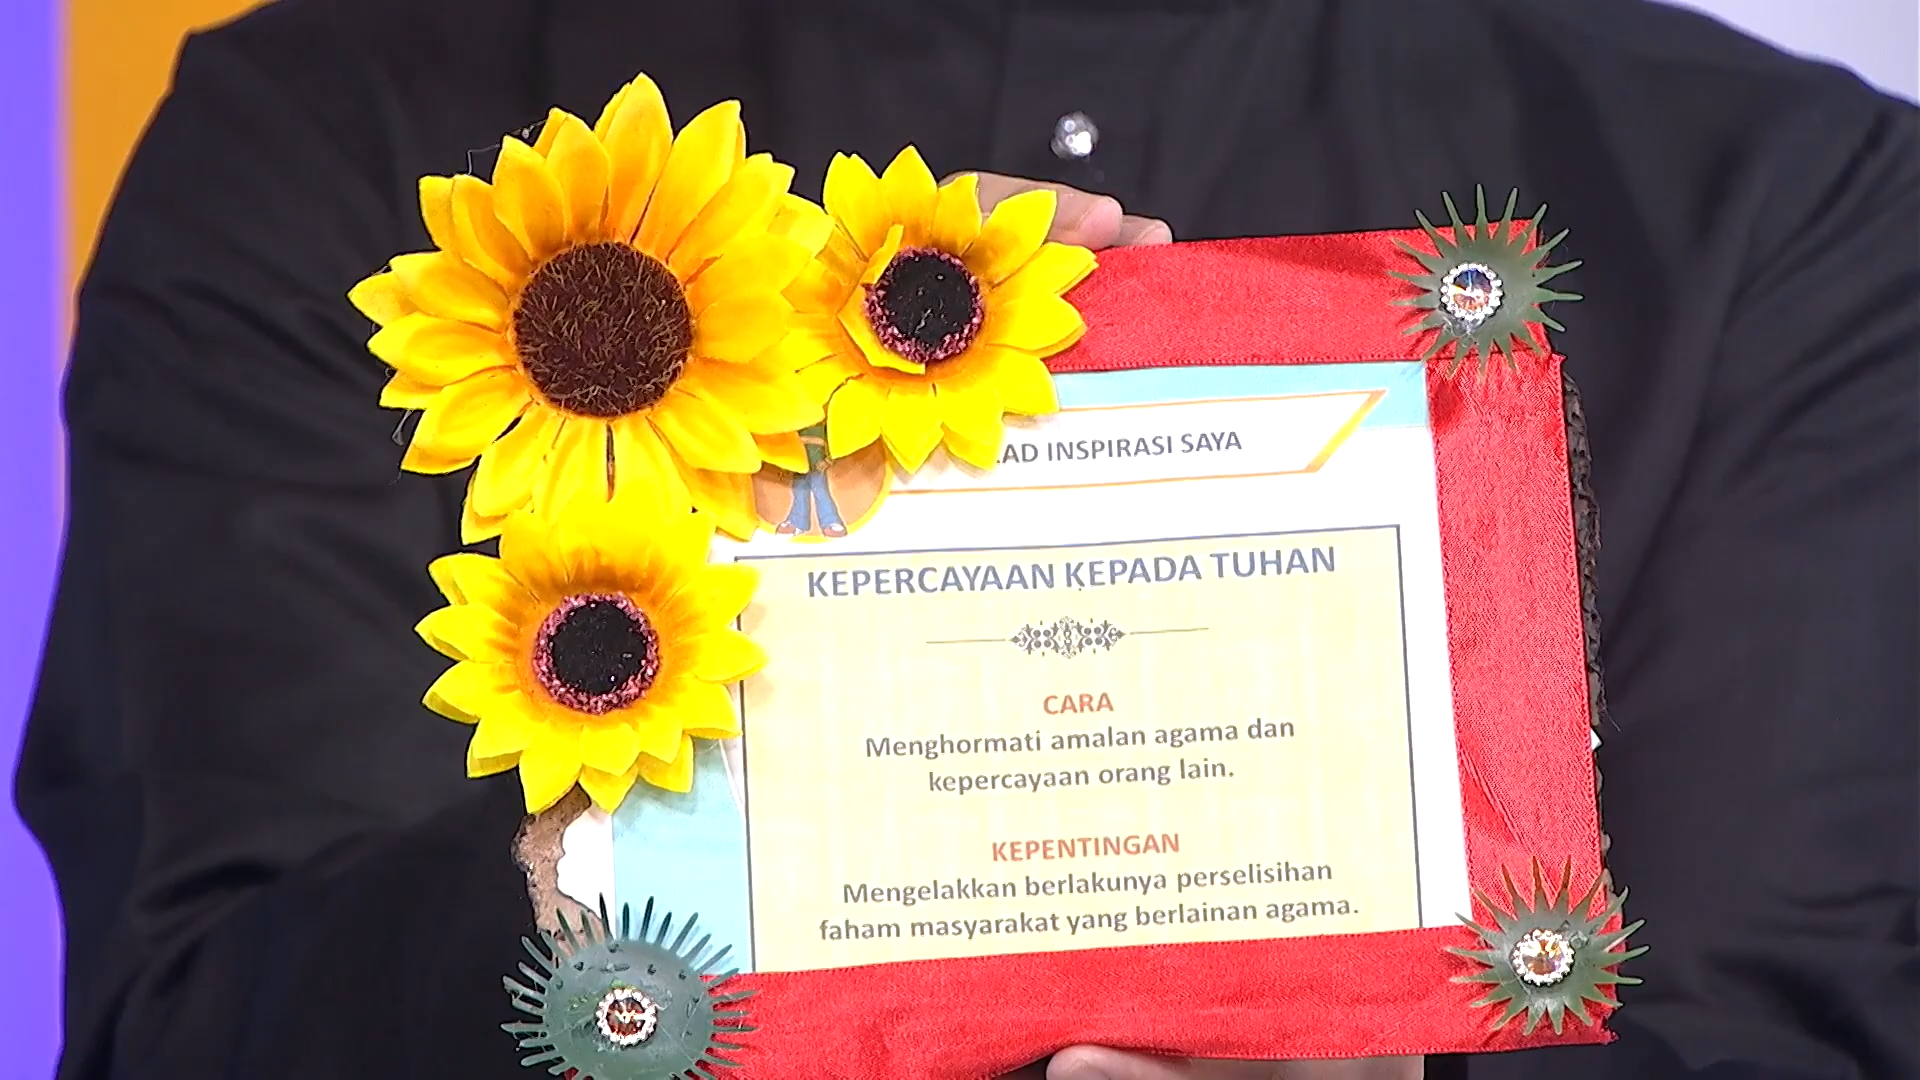 INSPIRASI SAYA
KEPERCAYAAN KEPADA TUHAN
CARA
Menghormati amalan agama dan
kepercayaan orang lain.
KEPENTINGAN
Mengelakkan berlakunya perselisihan
faham masyarakat yang berlainan agama.